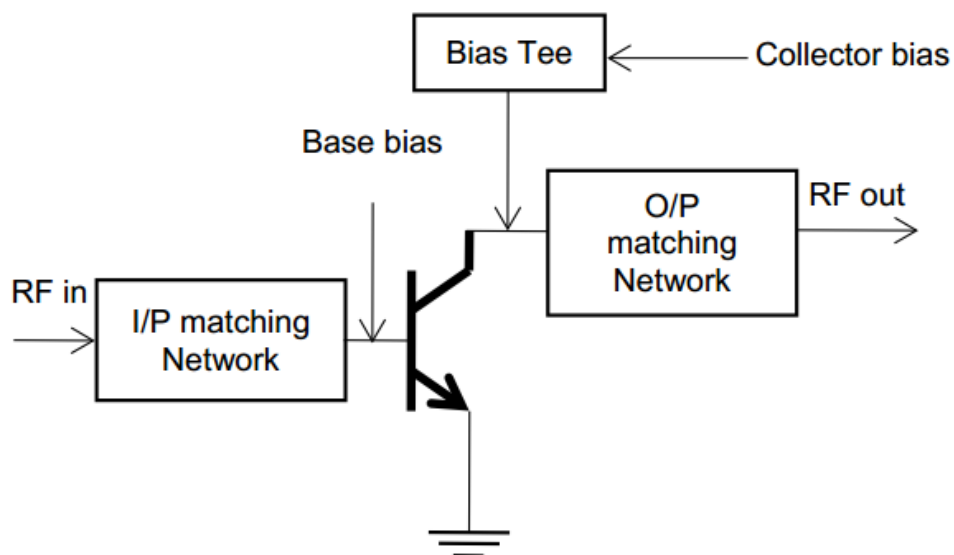 Bias Tee
Collector bias
Base bias
O/P
matching
Network
RF out
RF in
I/P matching
Network